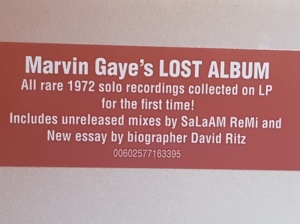 Marvin Gaye's LOST ALBUM
All rare 1972 solo recordings collected on LP
for the first time!
Includes unreleased mixes by SaLaAM ReMi and
New essay by biographer David Ritz
00602577163395